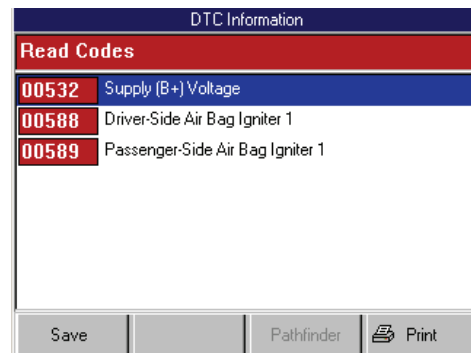 DTC Information
Read Codes
00532 Supply (B+) Voltage
00588 Driver-Side Air Bag Igniter 1
00589 Passenger-Side Air Bag Igniter 1
Save Pathfinder Print